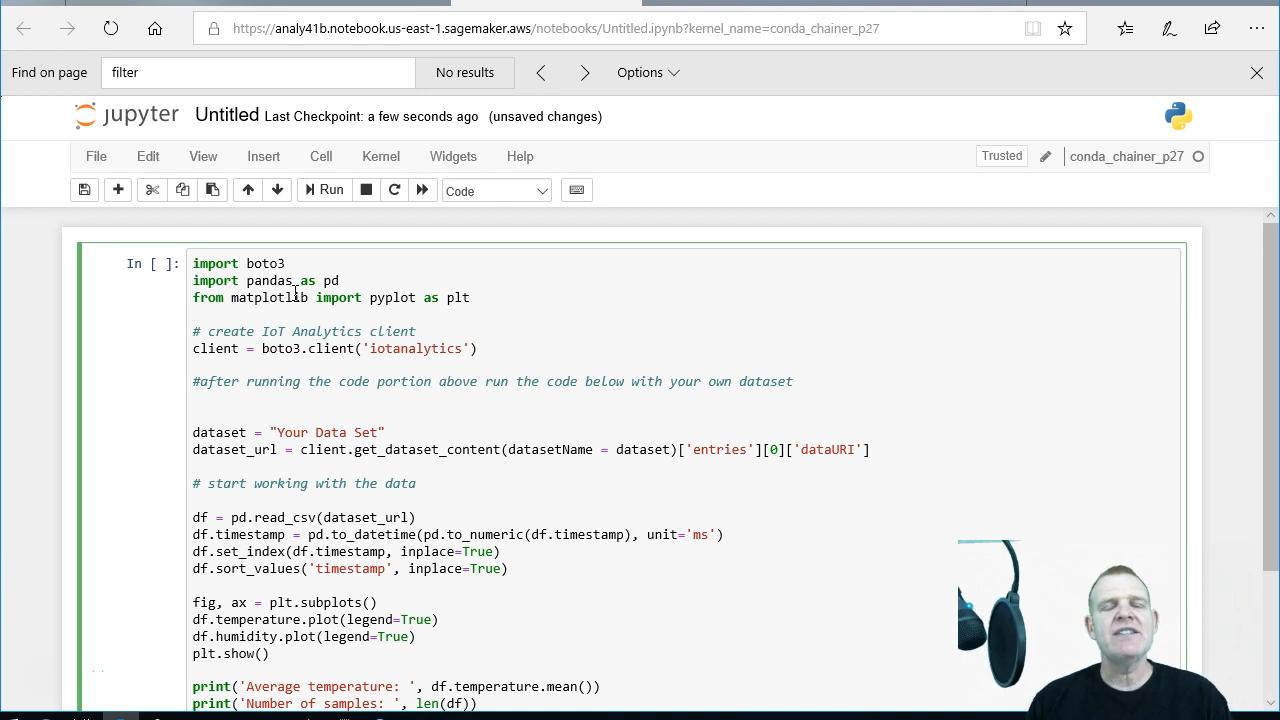 https://analy41b.notebook.us-east-1.sagemaker.aws/notebooks/Untitled.ipynb?kernel_name=conda_chainer_p27
Find on page filter No results Options
jupyter Untitled Last Checkpoint: a few seconds ago (unsaved changes)
File Edit View Insert Cell Kernel Widgets Help Trusted conda_chainer_p27
Run Code
In [ ]: import boto3
import pandas as pd
from matplotlib import pyplot as plt
# create IoT Analytics client
client = boto3.client('iotanalytics')
#after running the code portion above run the code below with your own dataset
dataset = "Your Data Set"
dataset_url = client.get_dataset_content(datasetName = dataset)['entries'][0]['dataURI']
# start working with the data
df = pd.read_csv(dataset_url)
df.timestamp = pd.to_datetime(pd.to_numeric(df.timestamp), unit='ms')
df.set_index(df.timestamp, inplace=True)
df.sort_values('timestamp', inplace=True)
fig, ax = plt.subplots()
df.temperature.plot(legend=True)
df.humidity.plot(legend=True)
plt.show()
print('Average temperature: ', df.temperature.mean())
print('Number of samples: ', len(df))